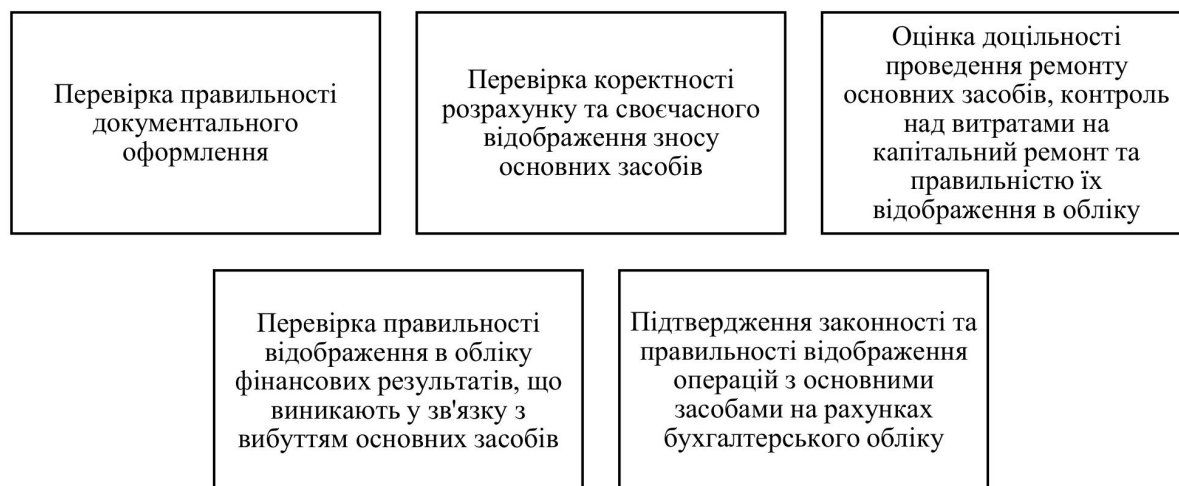 Перевірка правильності
документального
оформлення
Перевірка коректності
розрахунку та своєчасного
відображення зносу
основних засобів
Оцінка доцільності
проведення ремонту
основних засобів, контроль
над витратами на
капітальний ремонт та
правильністю їх
відображення в обліку
Перевірка правильності
відображення в обліку
фінансових результатів, що
виникають у зв'язку з
вибуттям основних засобів
Підтвердження законності та
правильності відображення
операцій з основними
засобами на рахунках
бухгалтерського обліку